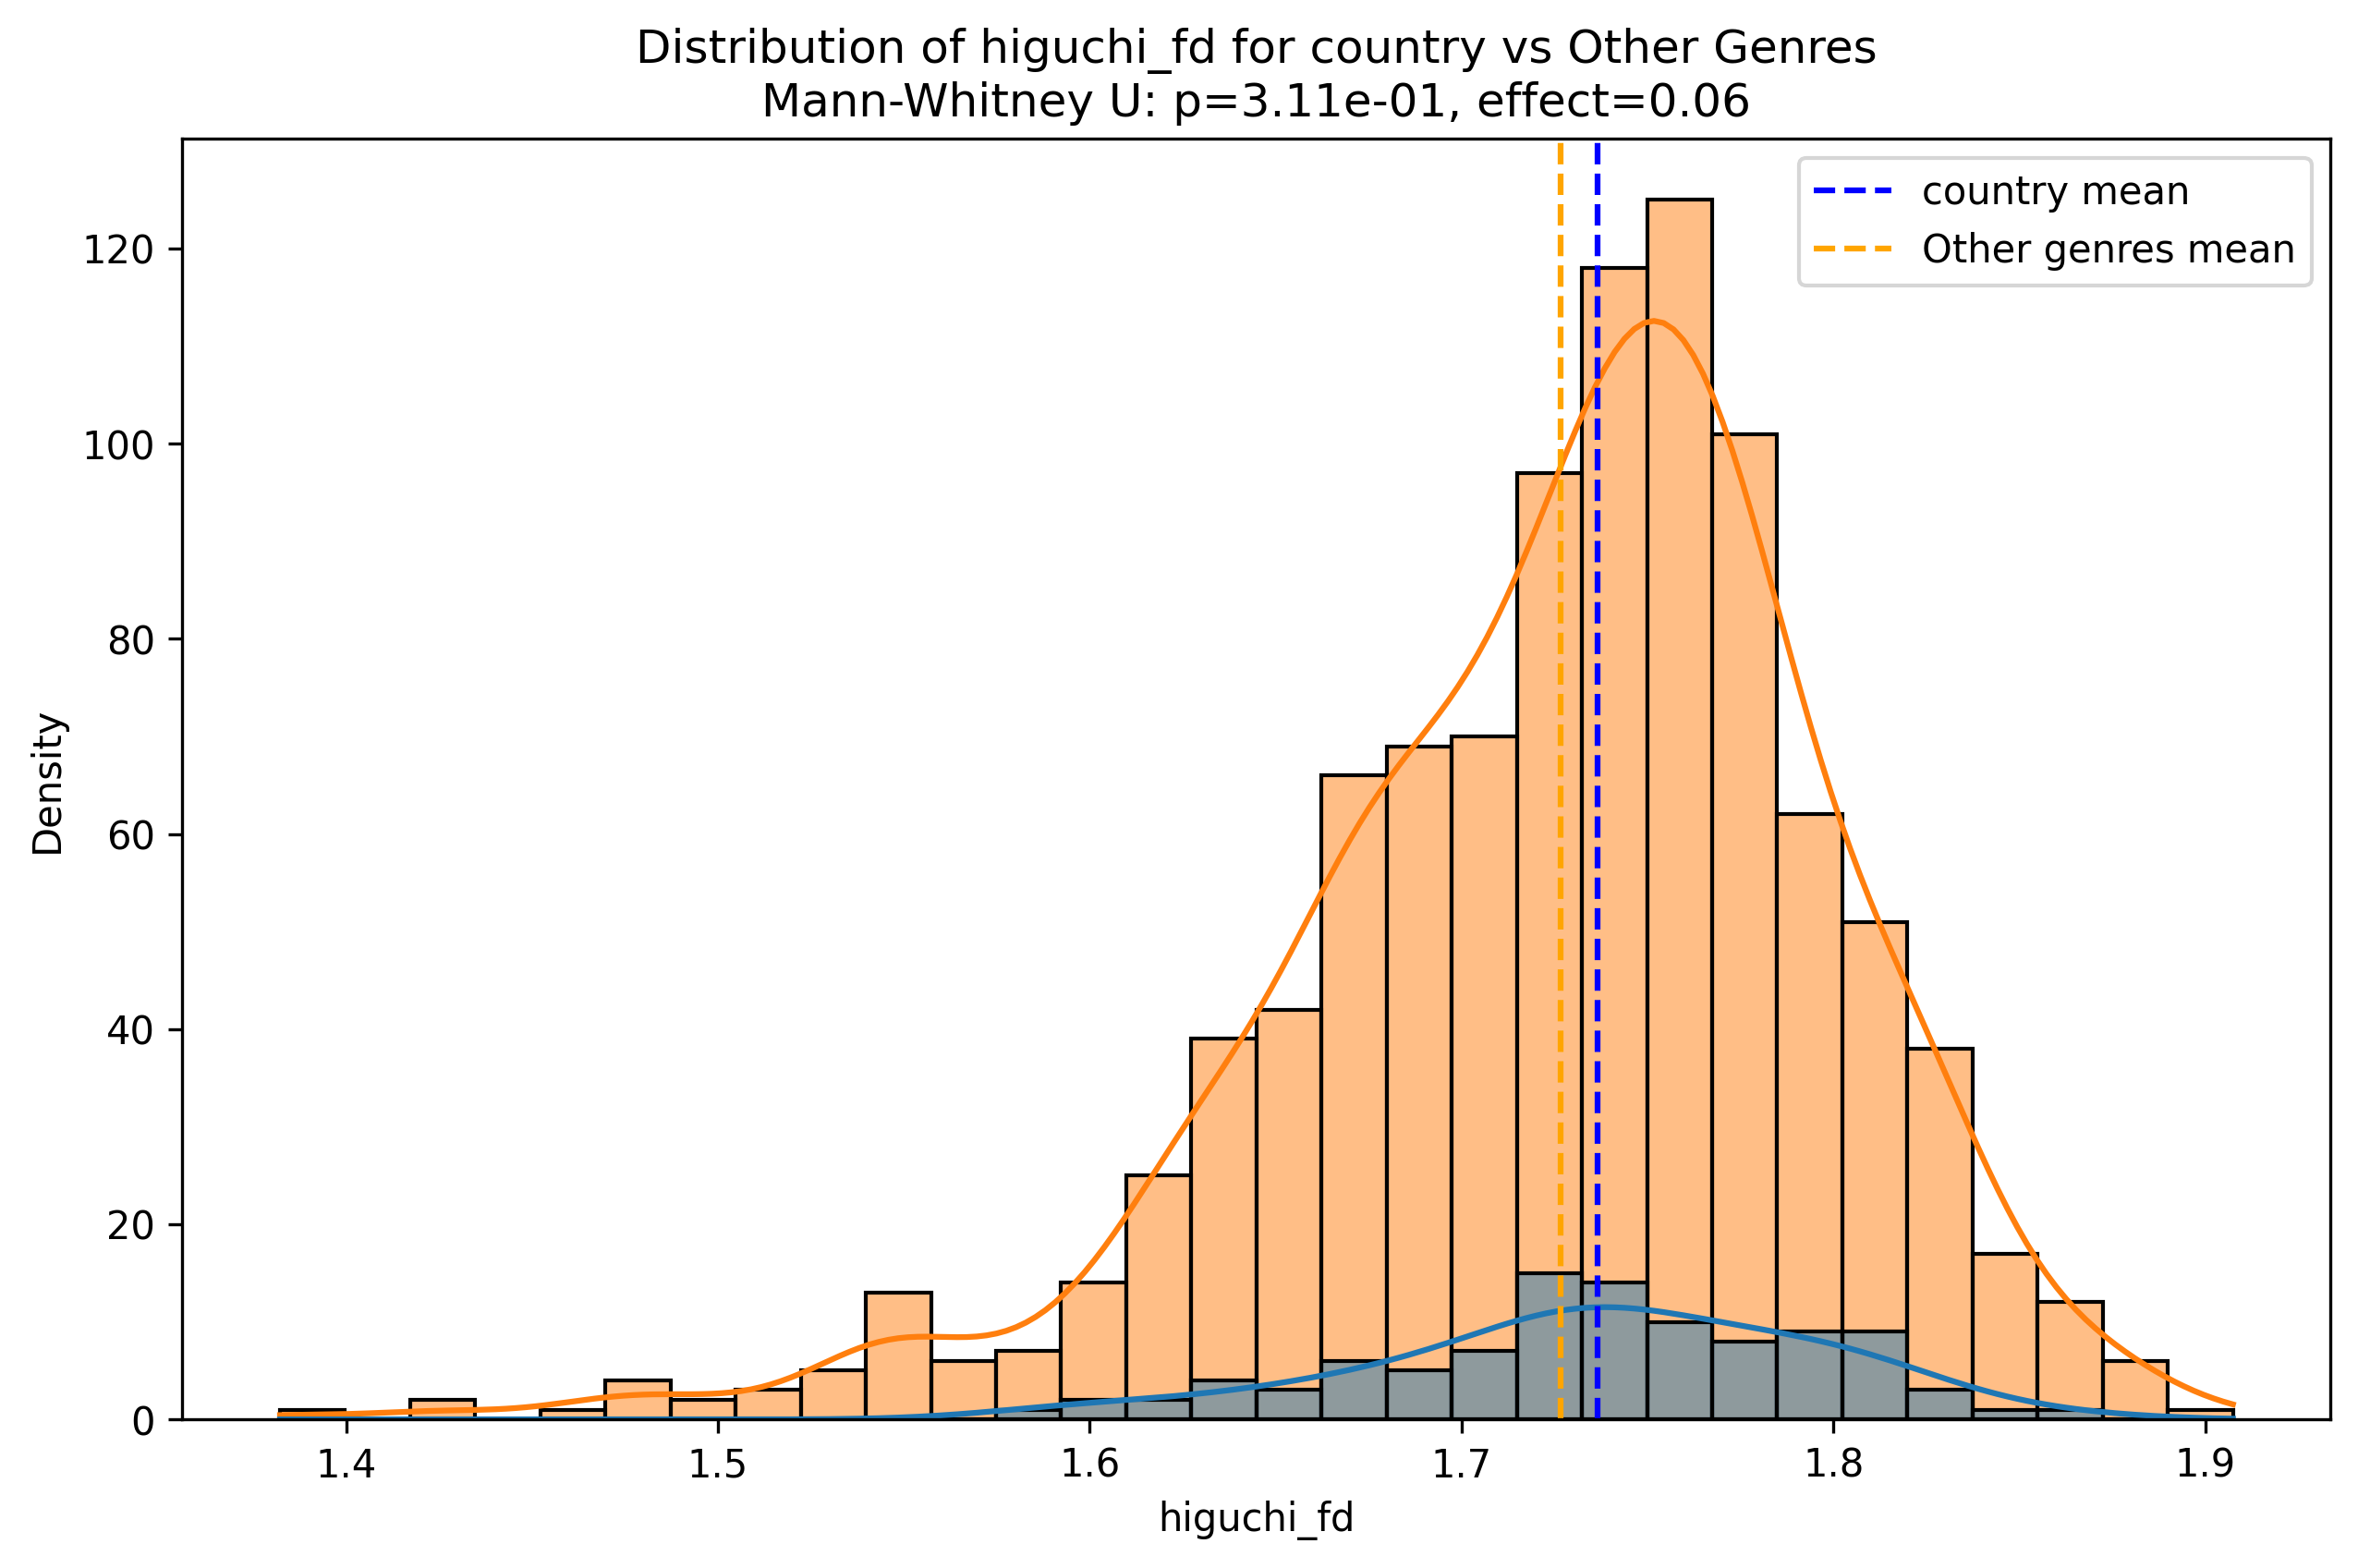 Distribution of higuchi_fd for country vs Other Genres
Mann-Whitney U: p=3.11e-01, effect=0.06
country mean
Other genres mean
120
100
80
60
40
20
0
Density
1.4
1.5
1.6
1.7
1.8
1.9
higuchi_fd